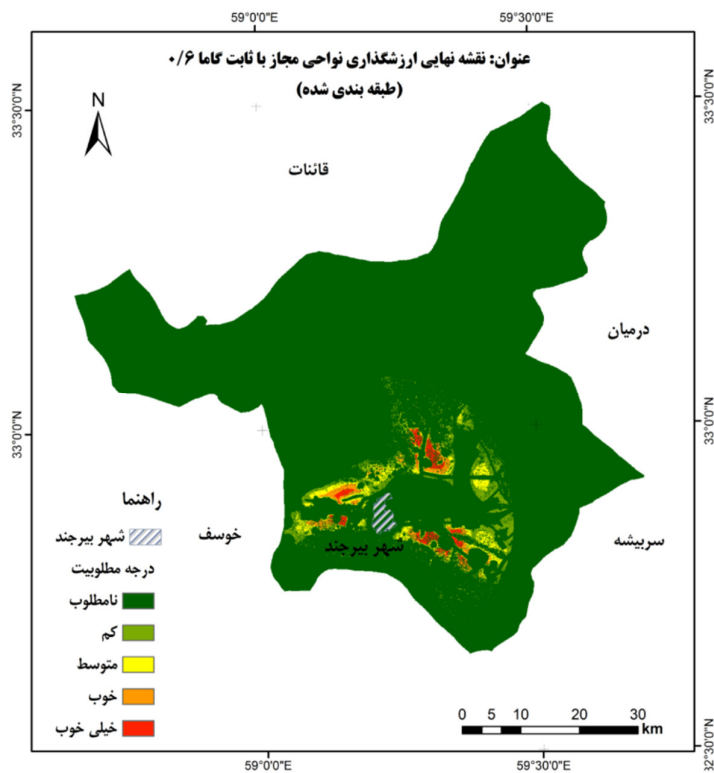 59°0'0"E 59°30'0"E
عنوان: نقشه نهایی ارزشگذاری نواحی مجاز با ثابت گاما ۰/۶
(طبقه بندی شده)
33°30'0"N 33°30'0"N
N
قائنات
درمیان
33°0'0"N 33°0'0"N
خوسف
شهر بیرجند
سربیشه
راهنما
شهر بیرجند
درجه مطلوبیت
نامطلوب
کم
متوسط
خوب
خیلی خوب
0 5 10 20 30
km
32°30'0"N
59°0'0"E 59°30'0"E